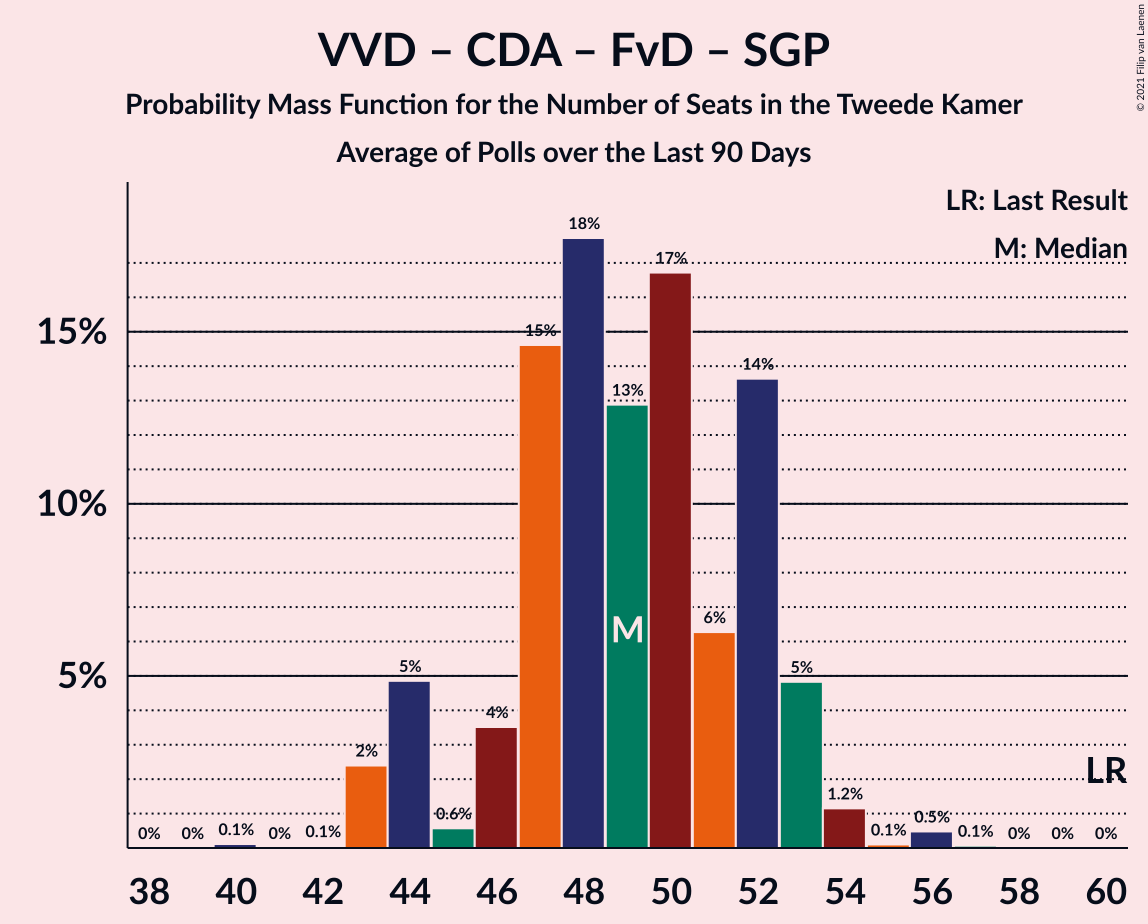 VVD – CDA – FvD – SGP
Probability Mass Function for the Number of Seats in the Tweede Kamer
Average of Polls over the Last 90 Days
© 2021 Filip van Laenen
LR: Last Result
M: Median
15%
10%
5%
0%
0%
0.1%
0%
0.1%
2%
5%
0.6%
4%
15%
18%
13%
17%
6%
14%
5%
1.2%
0.1%
0.5%
0.1%
0%
0%
0%
M
LR
38 40 42 44 46 48 50 52 54 56 58 60